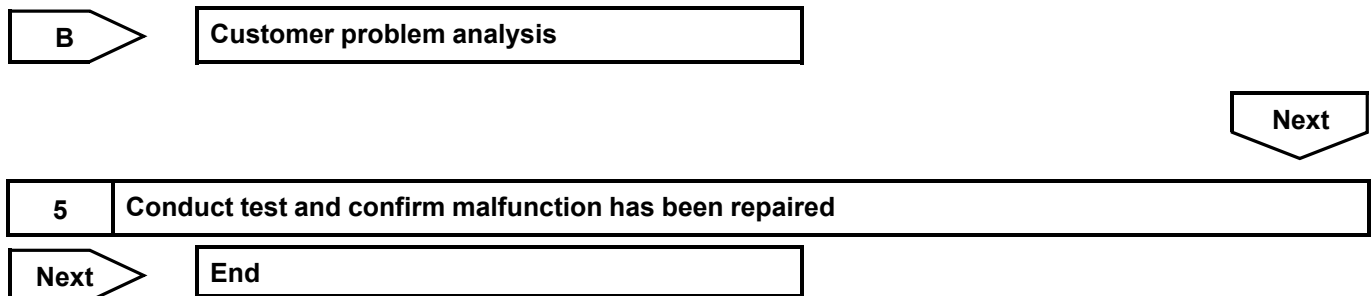 B Customer problem analysis
Next
5 Conduct test and confirm malfunction has been repaired
Next End